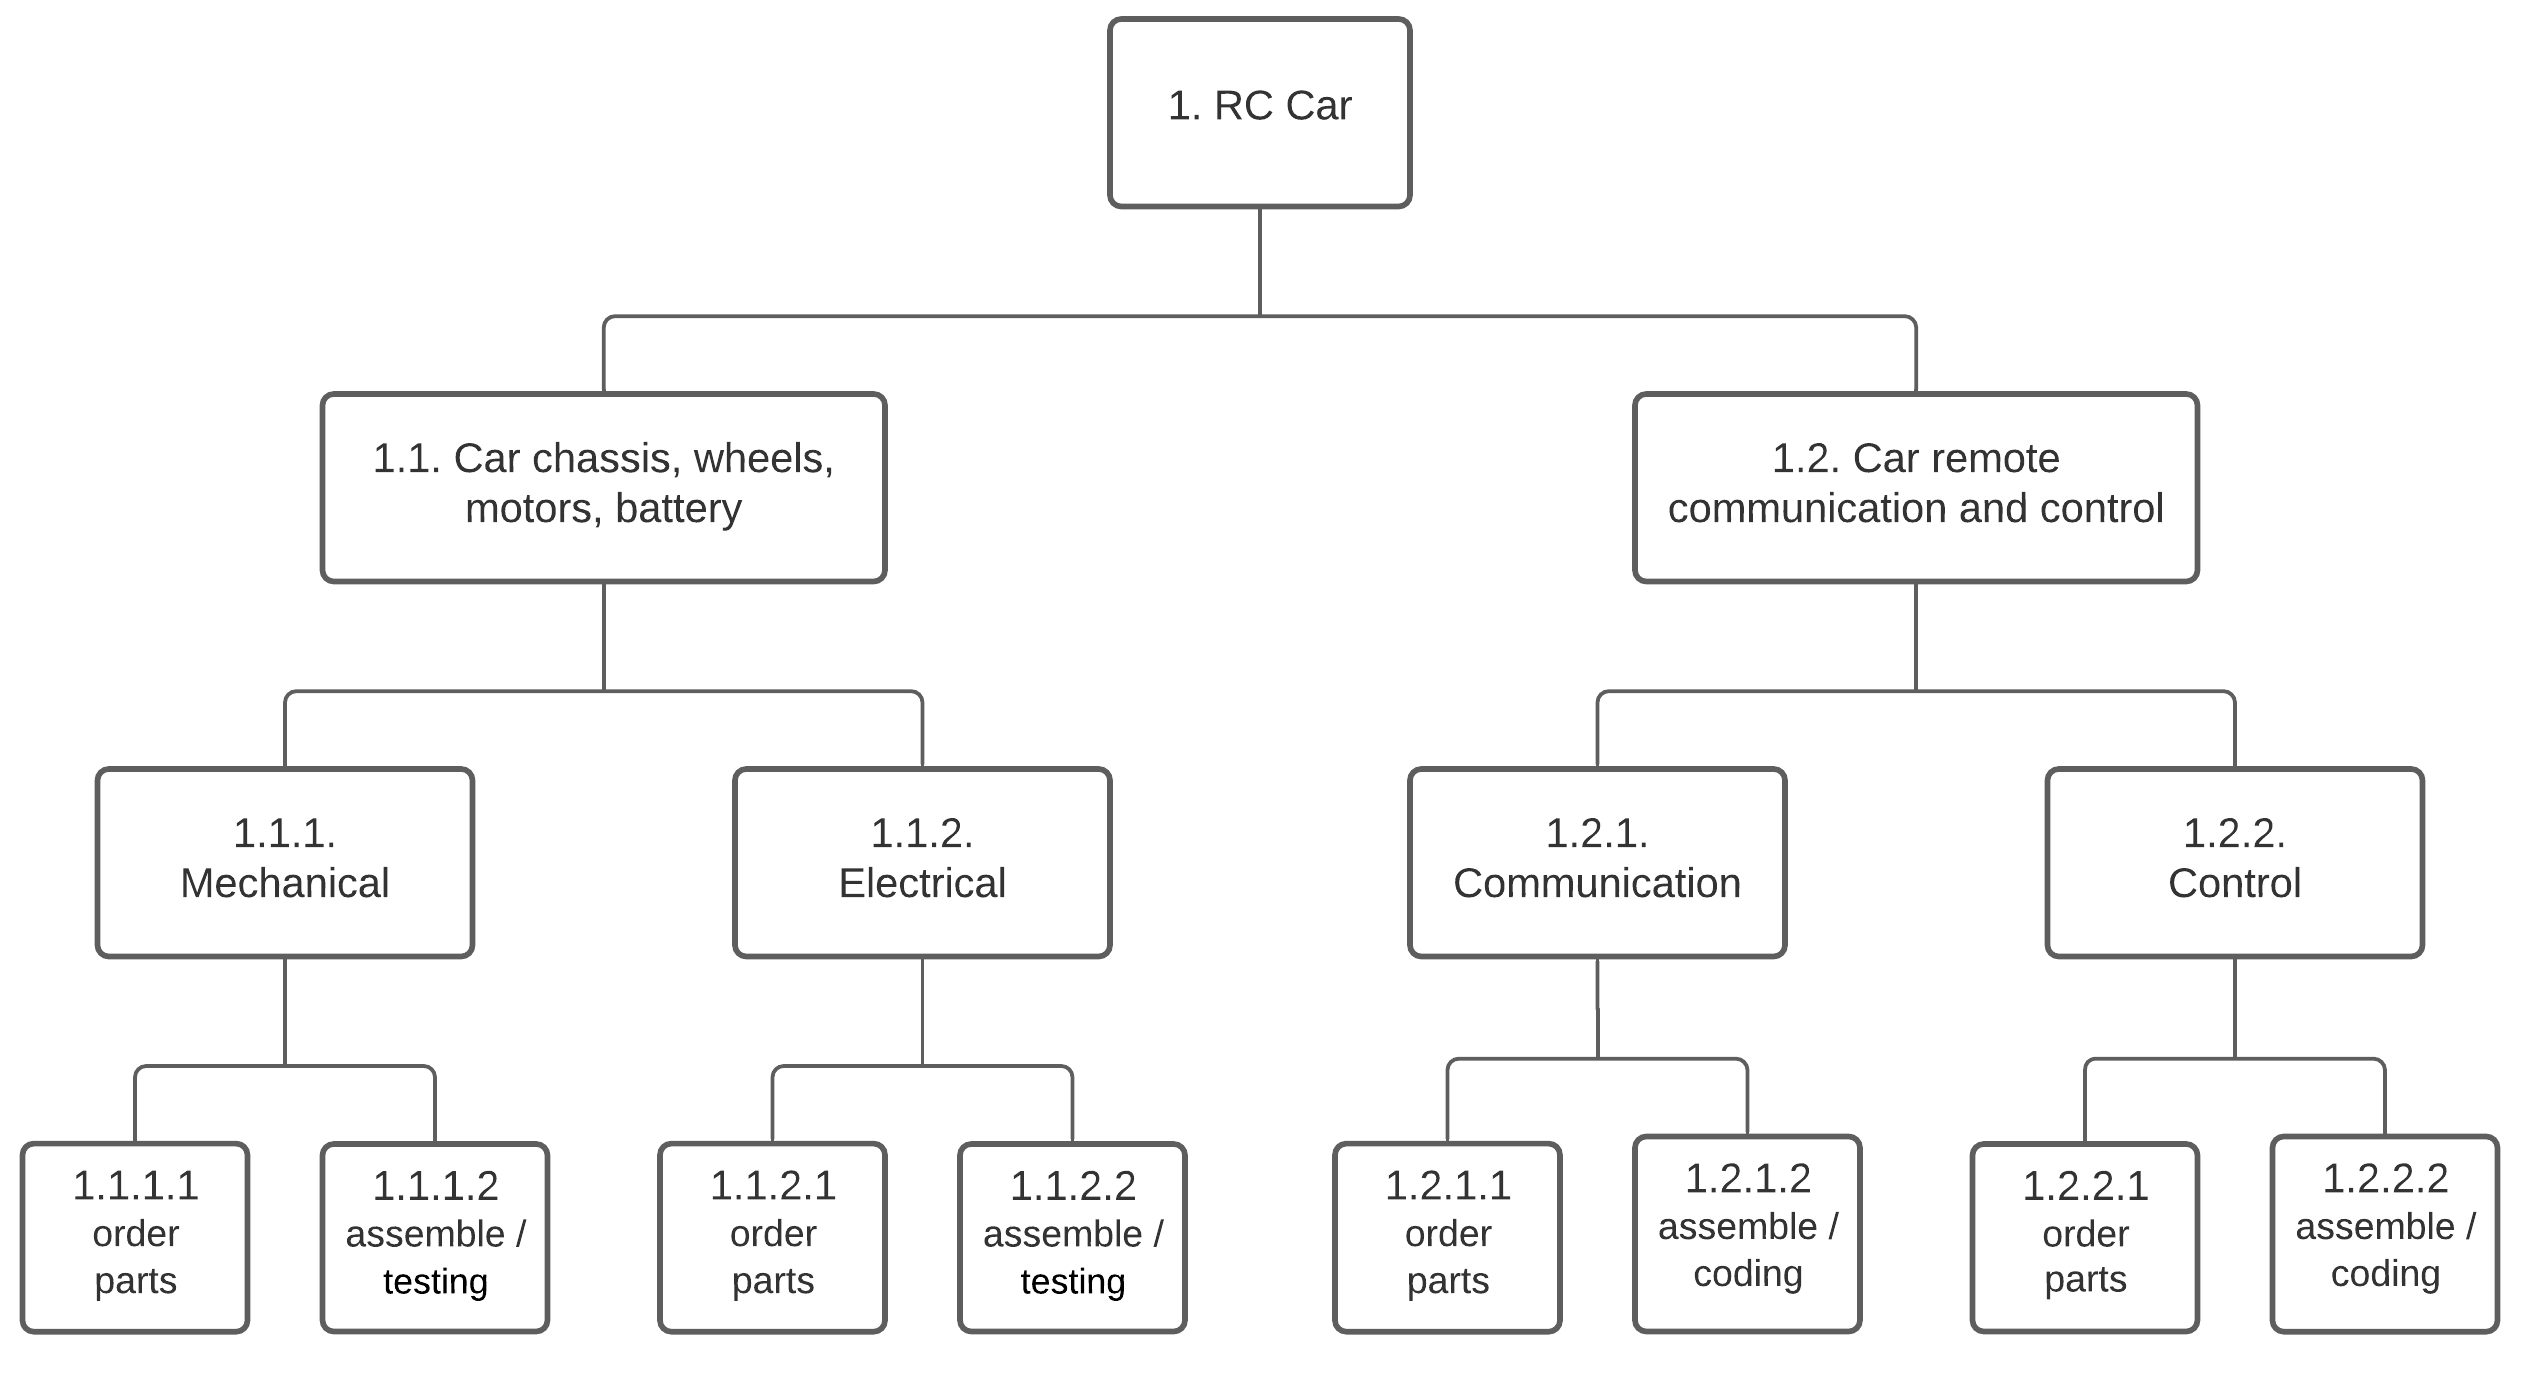 1. RC Car
1.1. Car chassis, wheels,
motors, battery
1.2. Car remote
communication and control
1.1.1.
Mechanical
1.1.2.
Electrical
1.2.1.
Communication
1.2.2.
Control
1.1.1.1
order
parts
1.1.1.2
assemble /
testing
1.1.2.1
order
parts
1.1.2.2
assemble /
testing
1.2.1.1
order
parts
1.2.1.2
assemble /
coding
1.2.2.1
order
parts
1.2.2.2
assemble /
coding